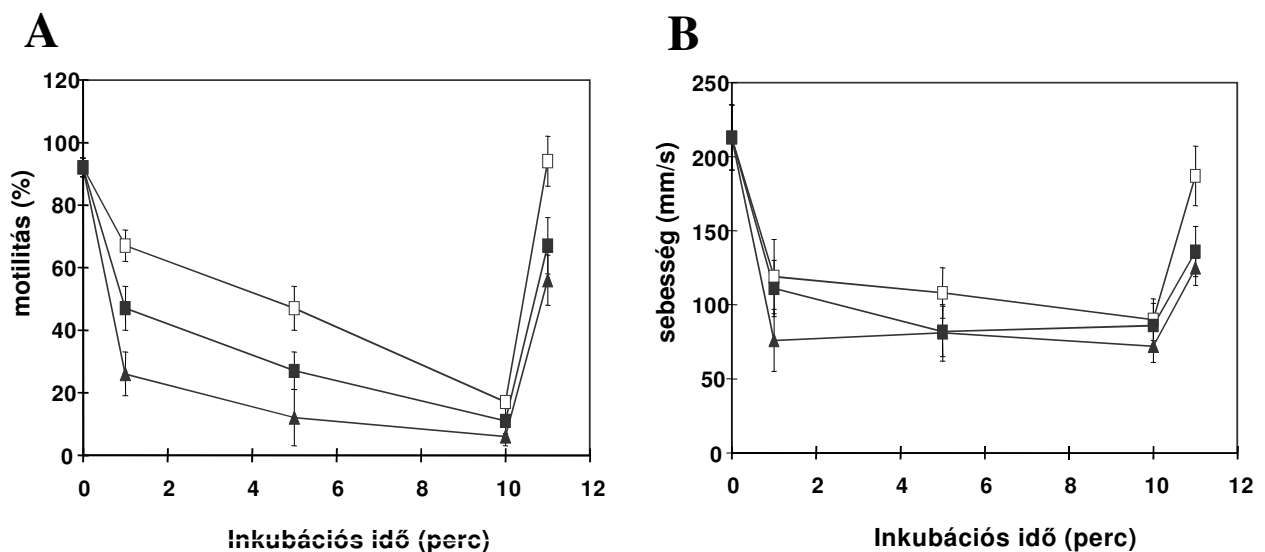 A
B
120
100
80
60
40
20
0
motilitás (%)
0 2 4 6 8 10 12
Inkubációs idő (perc)
250
200
150
100
50
0
sebesség (mm/s)
0 2 4 6 8 10 12
Inkubációs idő (perc)